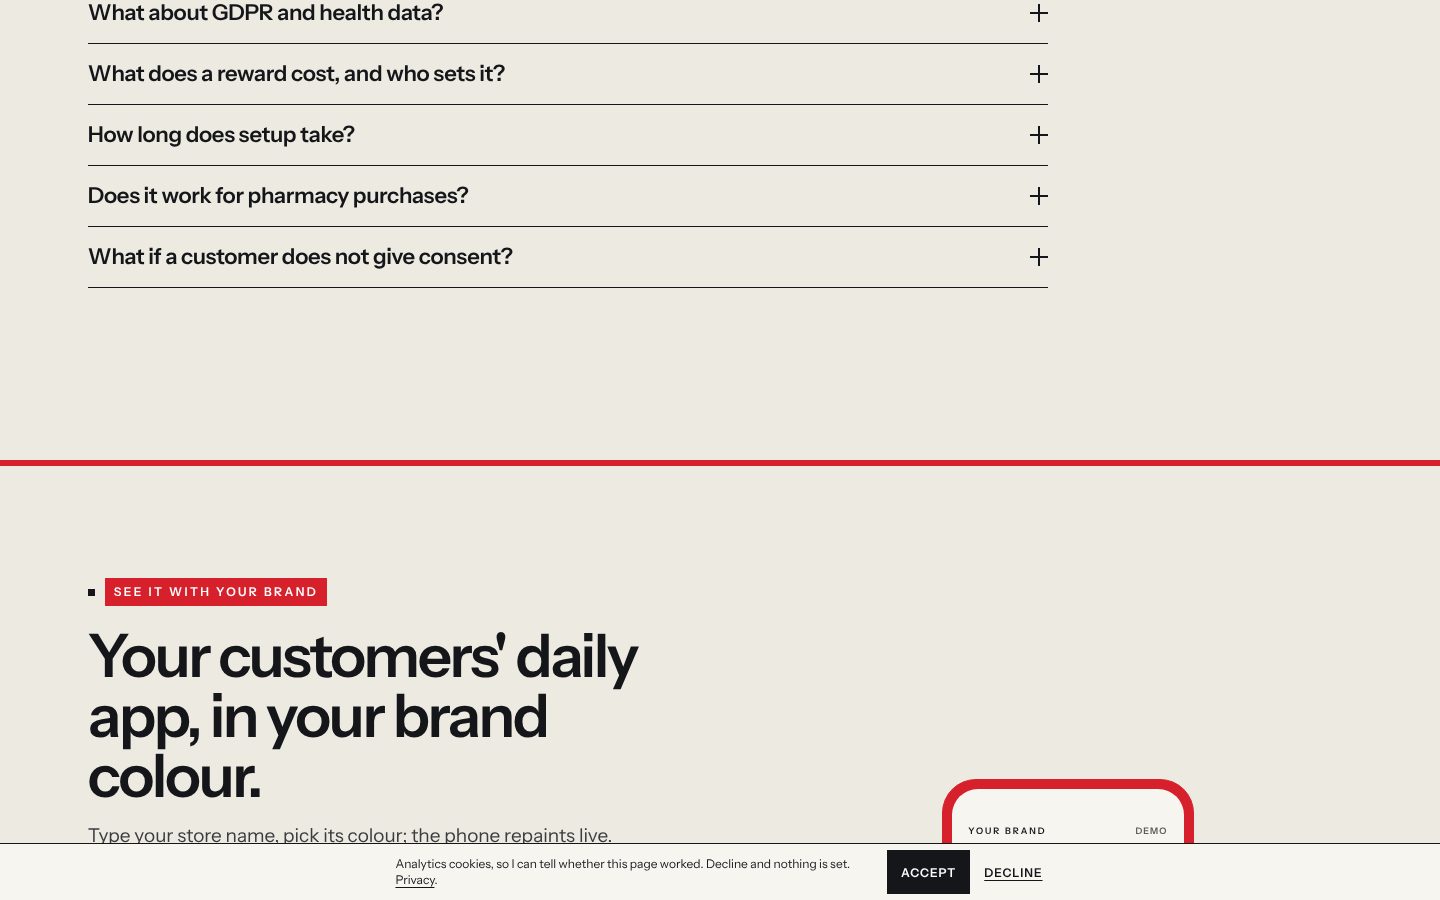 What about GDPR and health data?
What does a reward cost, and who sets it?
How long does setup take?
Does it work for pharmacy purchases?
What if a customer does not give consent?
SEE IT WITH YOUR BRAND
Your customers' daily
app, in your brand
colour.
Type your store name, pick its colour; the phone repaints live.
YOUR BRAND DEMO
Analytics cookies, so I can tell whether this page worked. Decline and nothing is set.
Privacy.
ACCEPT DECLINE